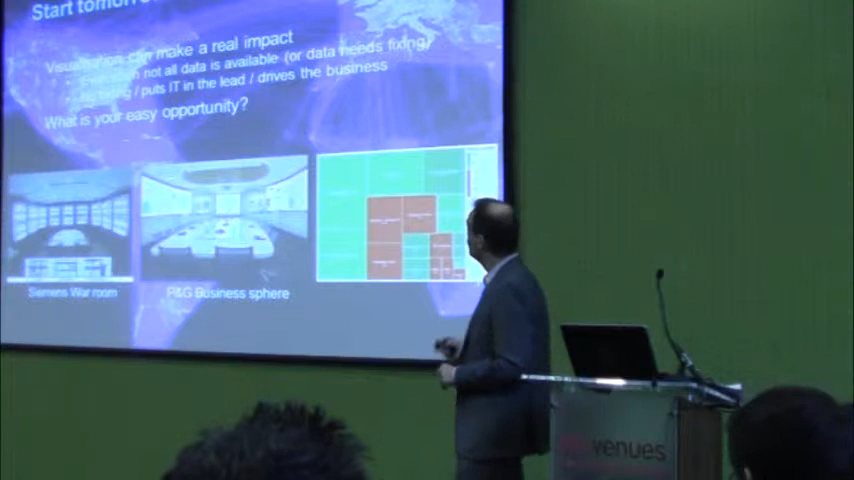 Start tomorro
Visualisation can make a real impact
not all data is available (or data needs fixing)
/ puts IT in the lead / drives the business
What is your easy opportunity?
Siemens War room
P&G Business sphere
venues